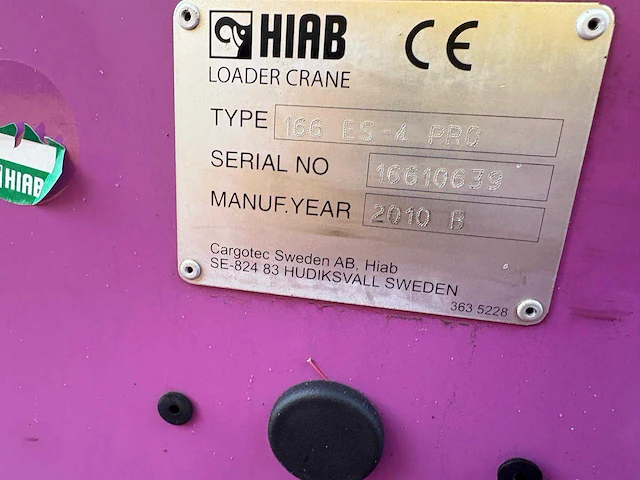 HIAB CE
LOADER CRANE
TYPE 166 ES-4 PRO
SERIAL NO 16610639
MANUF.YEAR 2010 B
Cargotec Sweden AB, Hiab
SE-824 83 HUDIKSVALL SWEDEN
363 5228
HIAB